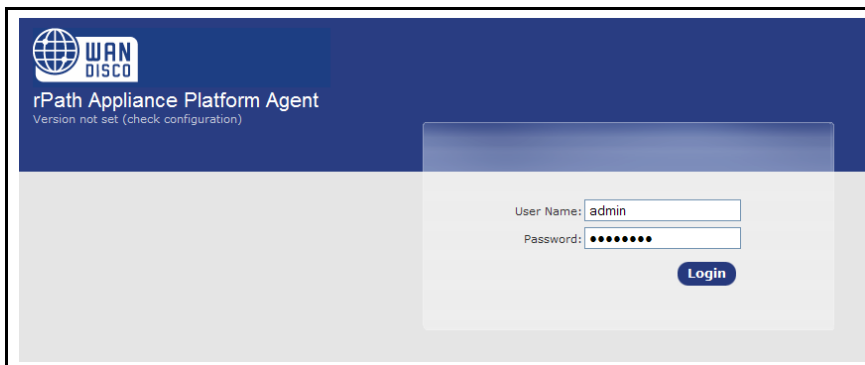 WAN
DISCO
rPath Appliance Platform Agent
Version not set (check configuration)
User Name: admin
Password: ●●●●●●●●
Login